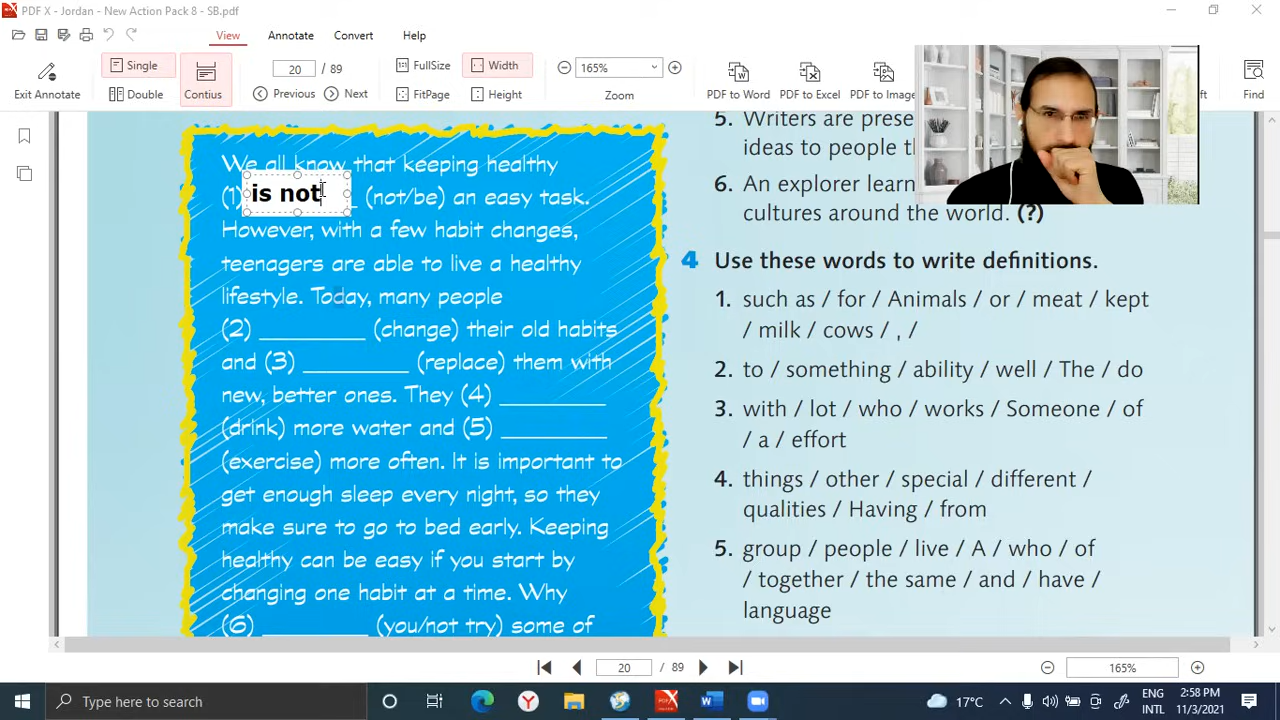 PDF X - Jordan - New Action Pack 8 - SB.pdf
View
Annotate
Convert
Help
Exit Annotate
Single
Double
Contius
20 / 89
Previous
Next
FullSize
FitPage
Width
Height
165%
Zoom
PDF to Word
PDF to Excel
PDF to Image
Find
We all know that keeping healthy
(1) is not _ (not/be) an easy task.
However, with a few habit changes,
teenagers are able to live a healthy
lifestyle. Today, many people
(2) _________ (change) their old habits
and (3) _________ (replace) them with
new, better ones. They (4) _________
(drink) more water and (5) _________
(exercise) more often. It is important to
get enough sleep every night, so they
make sure to go to bed early. Keeping
healthy can be easy if you start by
changing one habit at a time. Why
(6) _________ (you/not try) some of
5. Writers are prese
ideas to people th
6. An explorer learn
cultures around the world. (?)
4 Use these words to write definitions.
1. such as / for / Animals / or / meat / kept
/ milk / cows / , /
2. to / something / ability / well / The / do
3. with / lot / who / works / Someone / of
/ a / effort
4. things / other / special / different /
qualities / Having / from
5. group / people / live / A / who / of
/ together / the same / and / have /
language
20 / 89
165%
Type here to search
17°C
ENG
INTL
2:58 PM
11/3/2021